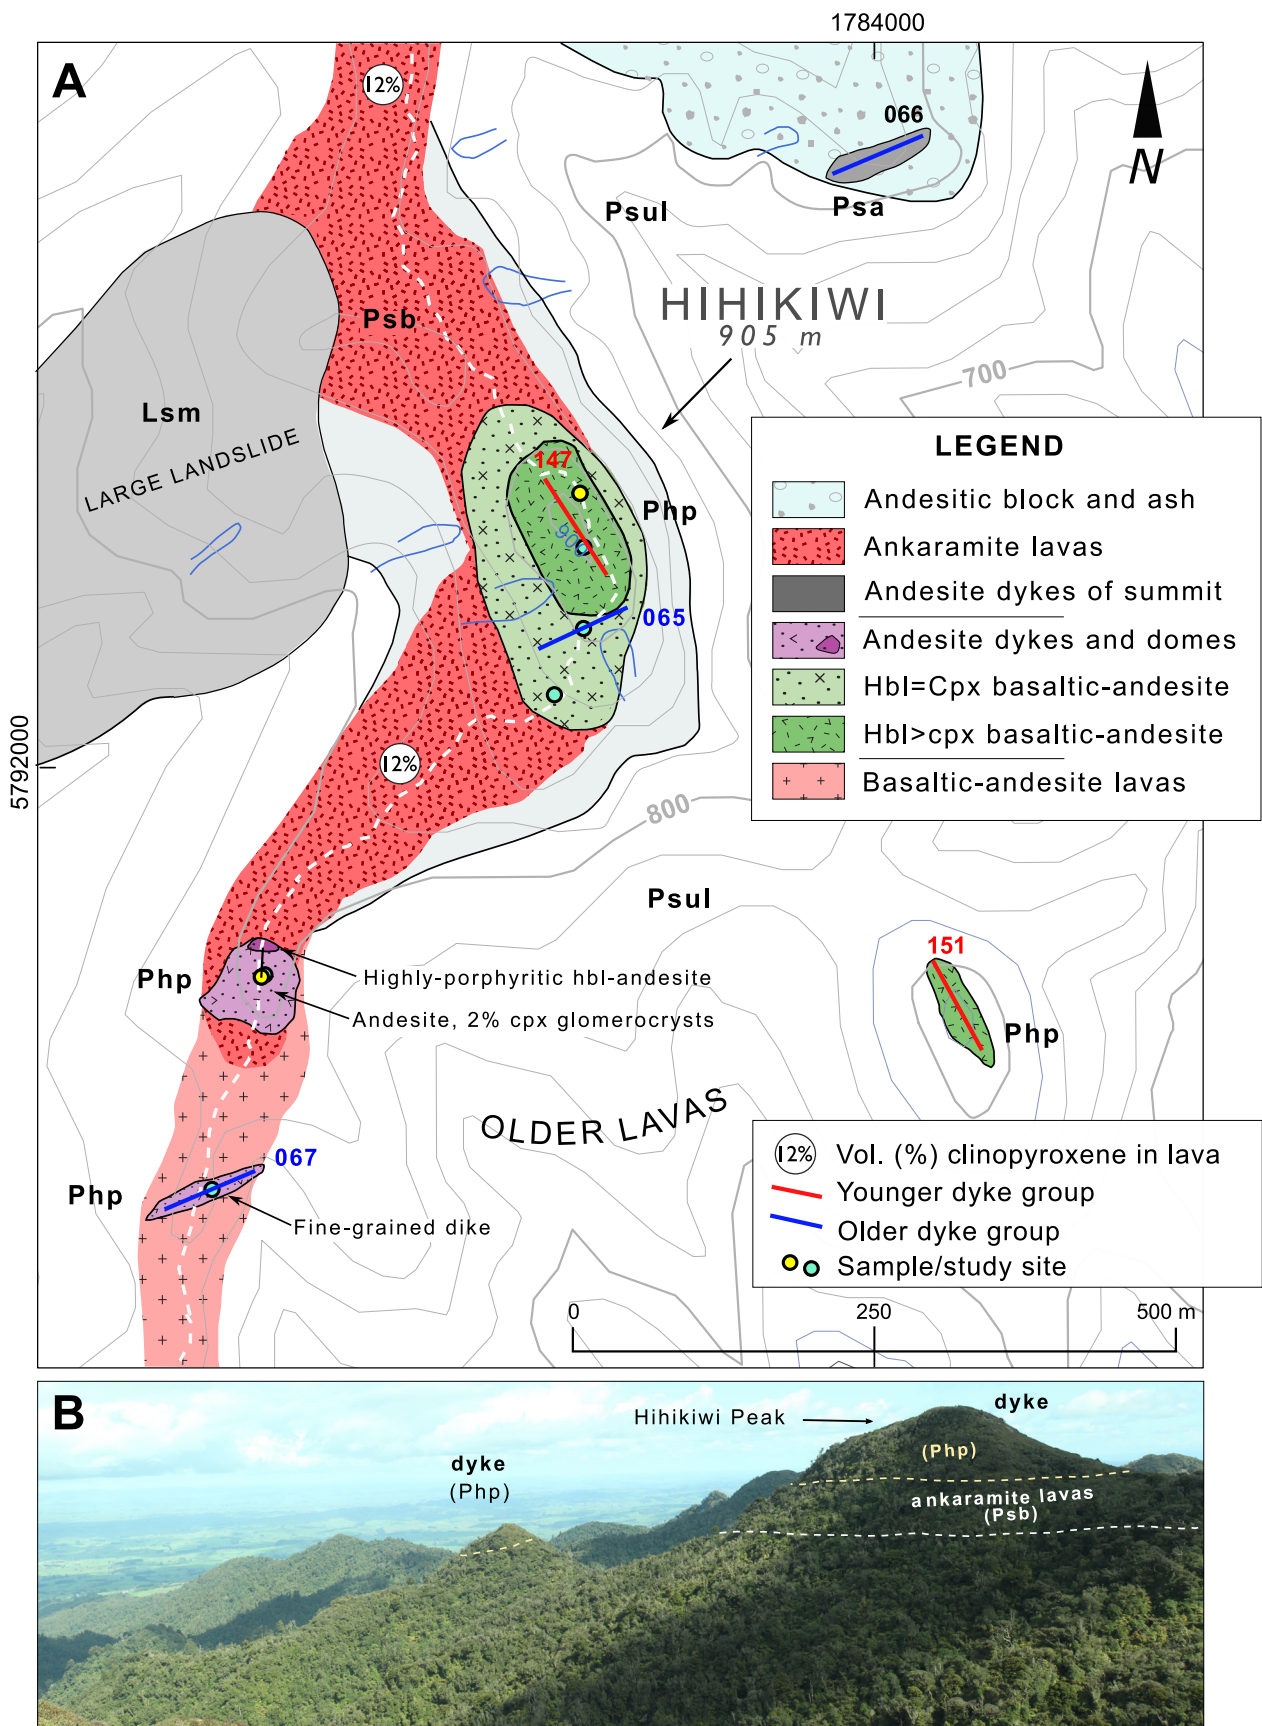 1784000
A
12%
066
N
Psul
Psa
HIHIKIWI
905 m
Psb
700
Lsm
LARGE LANDSLIDE
147
Php
900
065
LEGEND
Andesitic block and ash
Ankaramite lavas
Andesite dykes of summit
Andesite dykes and domes
Hbl=Cpx basaltic-andesite
Hbl>cpx basaltic-andesite
Basaltic-andesite lavas
5792000
12%
800
Psul
151
Php
Php
Highly-porphyritic hbl-andesite
Andesite, 2% cpx glomerocrysts
OLDER LAVAS
067
Php
Fine-grained dike
12% Vol. (%) clinopyroxene in lava
Younger dyke group
Older dyke group
Sample/study site
0 250 500 m
B
Hihikiwi Peak
dyke
(Php)
dyke
(Php)
ankaramite lavas
(Psb)